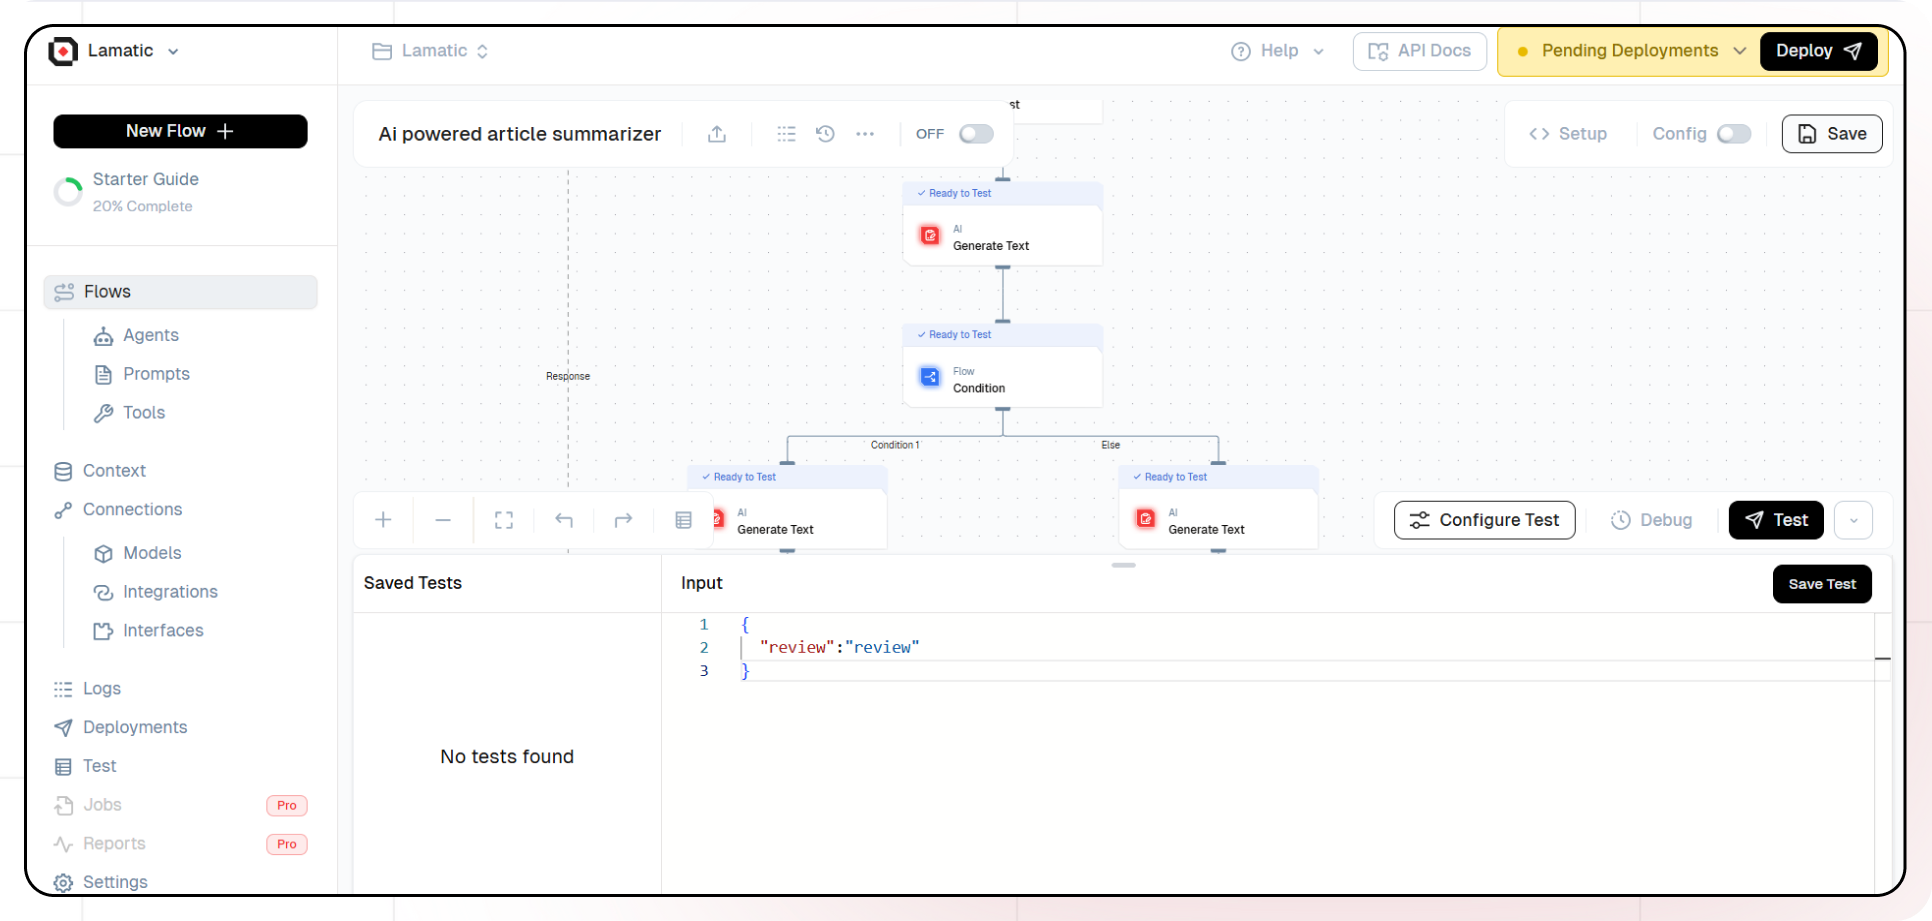 Lamatic
Lamatic
Help
API Docs
Pending Deployments
Deploy
New Flow
Starter Guide
20% Complete
Flows
Agents
Prompts
Tools
Context
Connections
Models
Integrations
Interfaces
Logs
Deployments
Test
Jobs
Pro
Reports
Pro
Settings
Ai powered article summarizer
OFF
st
Setup
Config
Save
Ready to Test
AI
Generate Text
Ready to Test
Flow
Condition
Response
Condition 1
Else
Ready to Test
AI
Generate Text
Ready to Test
AI
Generate Text
Configure Test
Debug
Test
Saved Tests
Input
Save Test
1 {
2 "review":"review"
3 }
No tests found